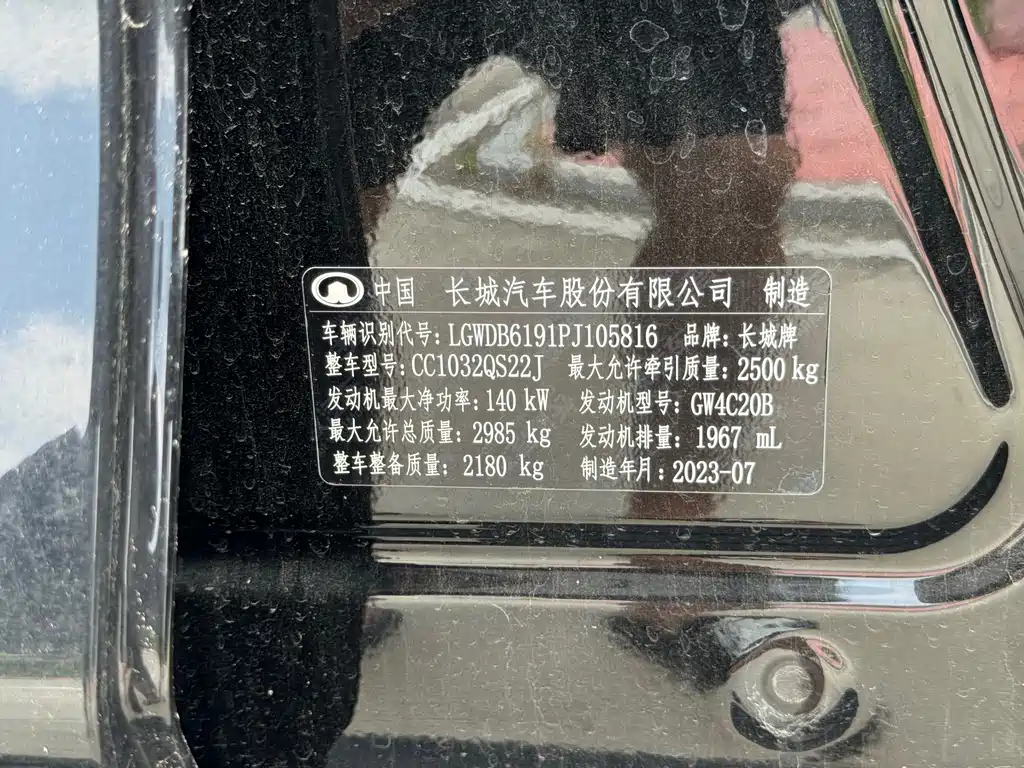 中国 长城汽车股份有限公司 制造
车辆识别代号: LGWDB6191PJ105816 品牌: 长城牌
整车型号: CC1032QS22J 最大允许牵引质量: 2500 kg
发动机最大净功率: 140 kW 发动机型号: GW4C20B
最大允许总质量: 2985 kg 发动机排量: 1967 mL
整车整备质量: 2180 kg 制造年月: 2023-07